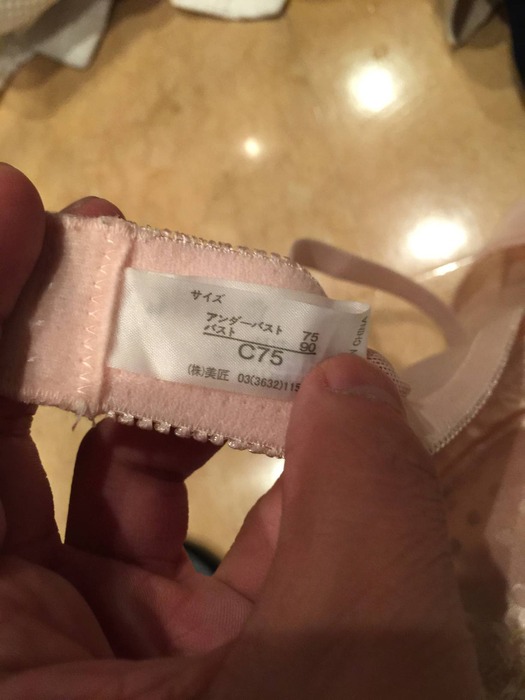 サイズ
アンダーバスト 75
バスト 90
C75
(株)美匠 03(3632)115
CHINA